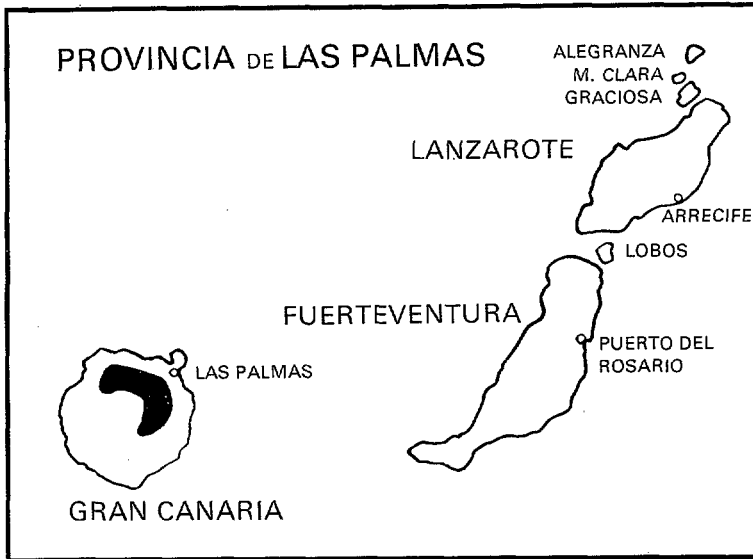 PROVINCIA DE LAS PALMAS
ALEGRANZA
M. CLARA
GRACIOSA
LANZAROTE
ARRECIFE
LOBOS
FUERTEVENTURA
PUERTO DEL
ROSARIO
LAS PALMAS
GRAN CANARIA